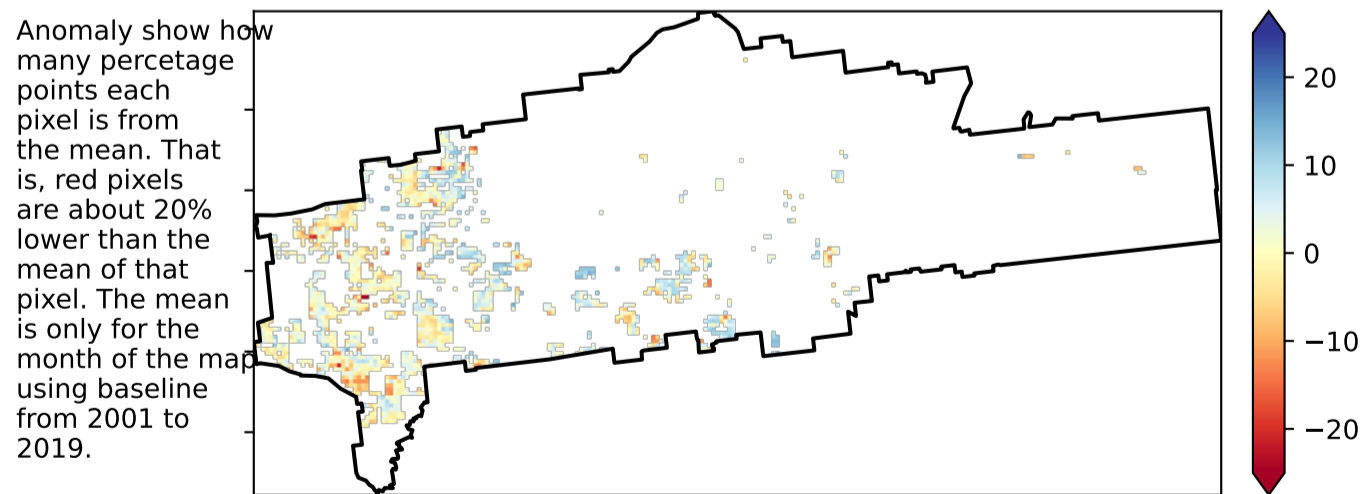 Anomaly show how
many percetage
points each
pixel is from
the mean. That
is, red pixels
are about 20%
lower than the
mean of that
pixel. The mean
is only for the
month of the map
using baseline
from 2001 to
2019.
20
10
0
−10
−20